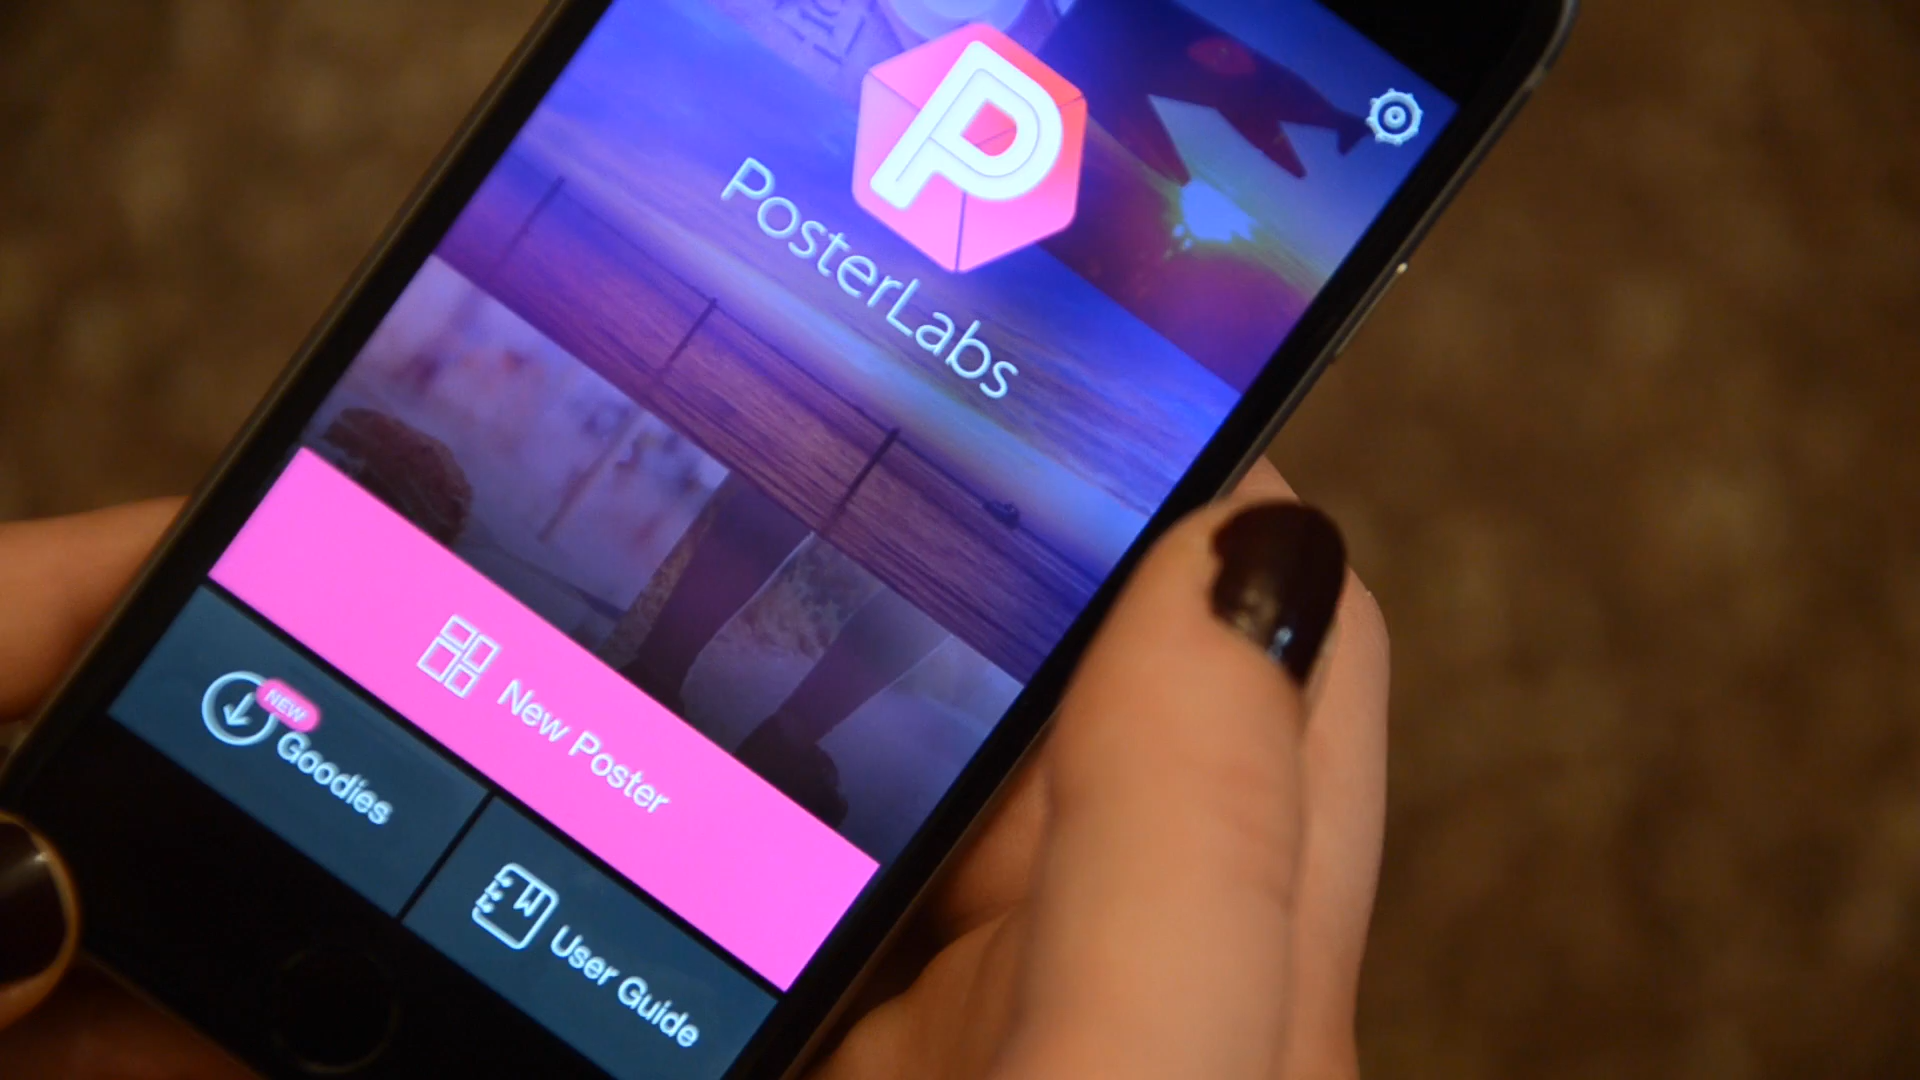 P
PosterLabs
New Poster
NEW
Goodies
User Guide